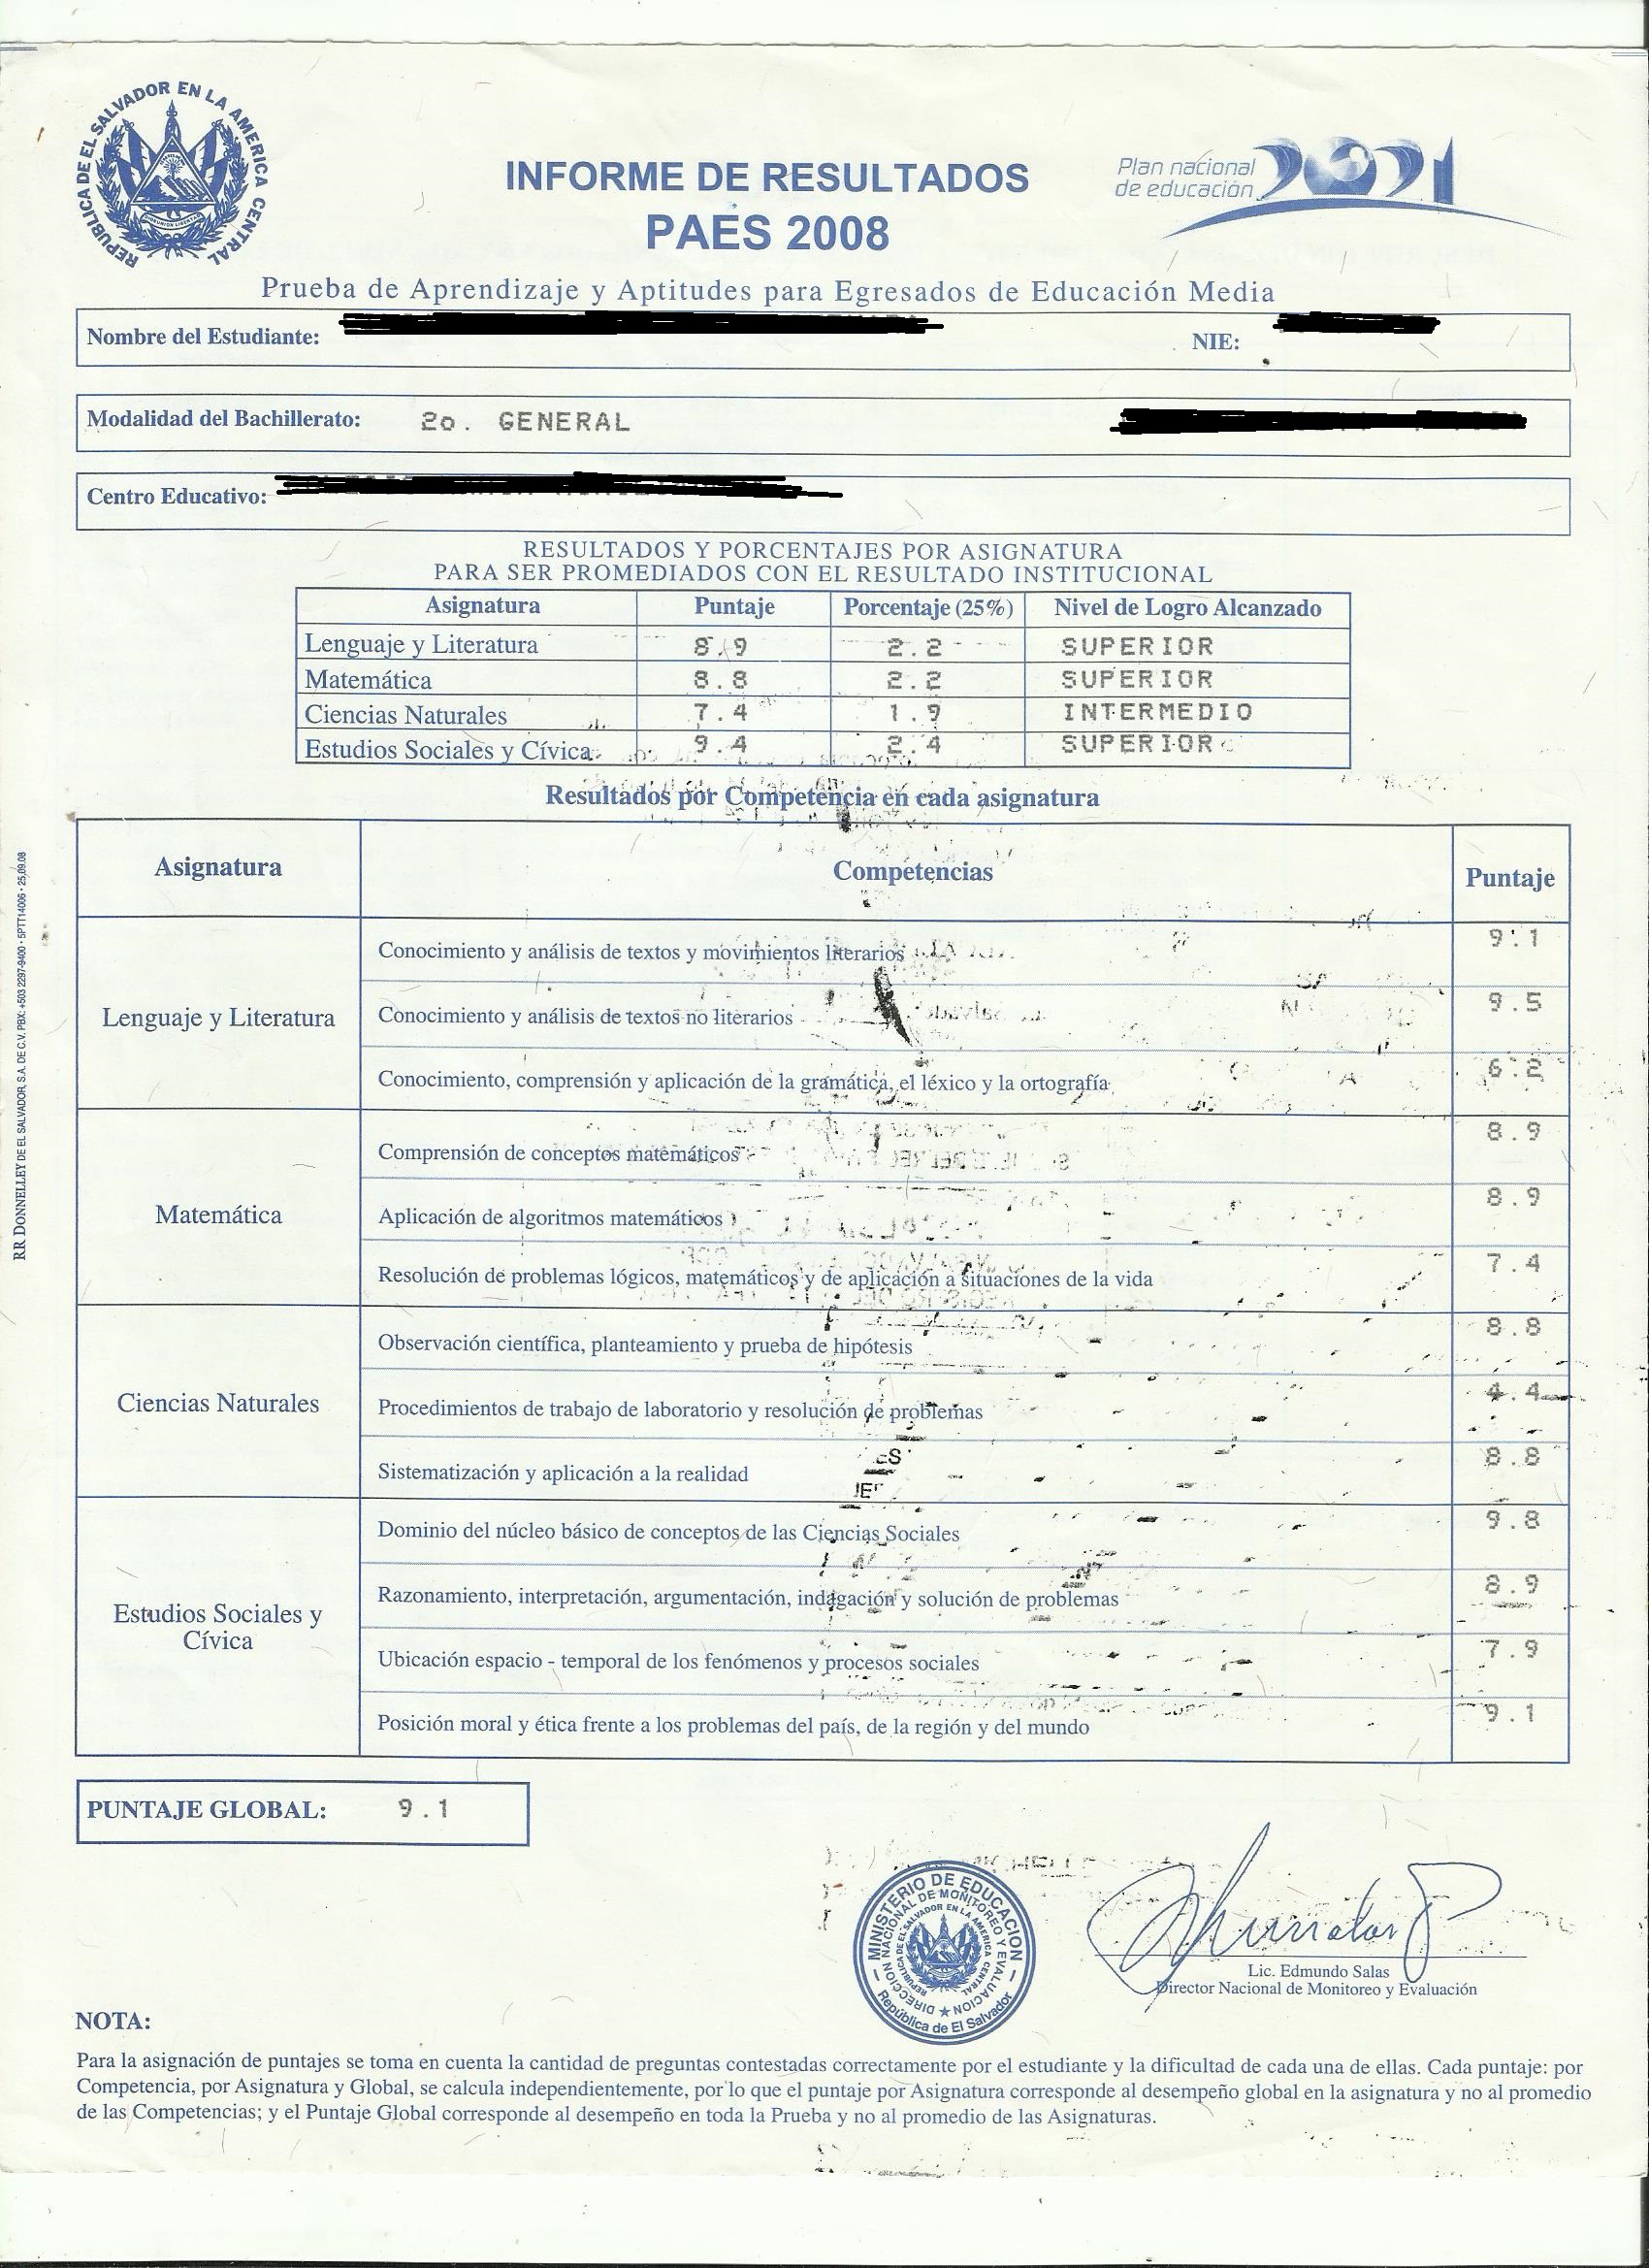 REPUBLICA DE EL SALVADOR EN LA AMERICA CENTRAL
INFORME DE RESULTADOS
PAES 2008
Plan nacional
de educación
2021
Prueba de Aprendizaje y Aptitudes para Egresados de Educación Media
Nombre del Estudiante:
NIE:
Modalidad del Bachillerato: 2o. GENERAL
Centro Educativo:
RESULTADOS Y PORCENTAJES POR ASIGNATURA
PARA SER PROMEDIADOS CON EL RESULTADO INSTITUCIONAL
Asignatura Puntaje Porcentaje (25%) Nivel de Logro Alcanzado
Lenguaje y Literatura 8.9 2.2 SUPERIOR
Matemática 8.8 2.2 SUPERIOR
Ciencias Naturales 7.4 1.9 INTERMEDIO
Estudios Sociales y Cívica 9.4 2.4 SUPERIOR
Resultados por Competencia en cada asignatura
Asignatura Competencias Puntaje
Lenguaje y Literatura
Conocimiento y análisis de textos y movimientos literarios 9.1
Conocimiento y análisis de textos no literarios 9.5
Conocimiento, comprensión y aplicación de la gramática, el léxico y la ortografía 6.2
Matemática
Comprensión de conceptos matemáticos 8.9
Aplicación de algoritmos matemáticos 8.9
Resolución de problemas lógicos, matemáticos y de aplicación a situaciones de la vida 7.4
Ciencias Naturales
Observación científica, planteamiento y prueba de hipótesis 8.8
Procedimientos de trabajo de laboratorio y resolución de problemas 4.4
Sistematización y aplicación a la realidad 8.8
Estudios Sociales y
Cívica
Dominio del núcleo básico de conceptos de las Ciencias Sociales 9.8
Razonamiento, interpretación, argumentación, indagación y solución de problemas 8.9
Ubicación espacio - temporal de los fenómenos y procesos sociales 7.9
Posición moral y ética frente a los problemas del país, de la región y del mundo 9.1
PUNTAJE GLOBAL: 9.1
MINISTERIO DE EDUCACION
DIRECCION NACIONAL DE MONITOREO Y EVALUACION
REPUBLICA DE EL SALVADOR EN LA AMERICA CENTRAL
República de El Salvador
Lic. Edmundo Salas
Director Nacional de Monitoreo y Evaluación
NOTA:
Para la asignación de puntajes se toma en cuenta la cantidad de preguntas contestadas correctamente por el estudiante y la dificultad de cada una de ellas. Cada puntaje: por
Competencia, por Asignatura y Global, se calcula independientemente, por lo que el puntaje por Asignatura corresponde al desempeño global en la asignatura y no al promedio
de las Competencias; y el Puntaje Global corresponde al desempeño en toda la Prueba y no al promedio de las Asignaturas.
RR DONNELLEY DE EL SALVADOR, S.A. DE C.V. PBX: +503 2297-9400 • 5PTT14006 • 25.09.08